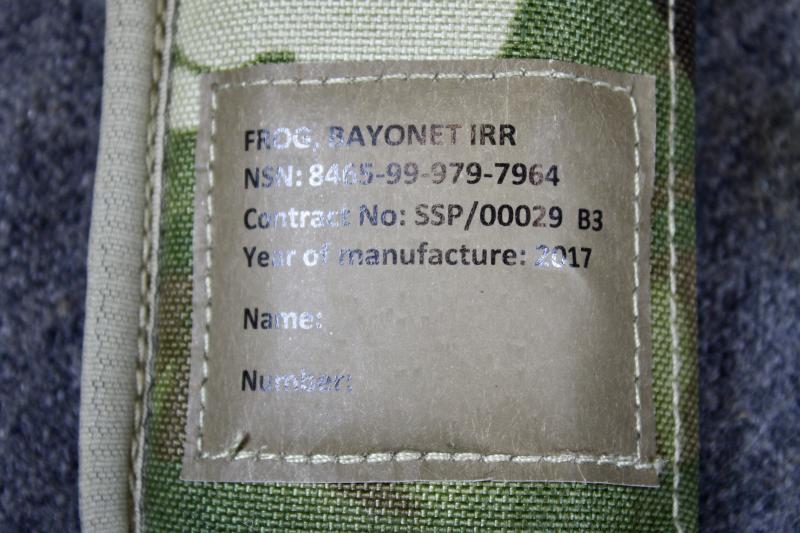 FROG, BAYONET IRR
NSN: 8465-99-979-7964
Contract No: SSP/00029 B3
Year of manufacture: 2017
Name:
Number: